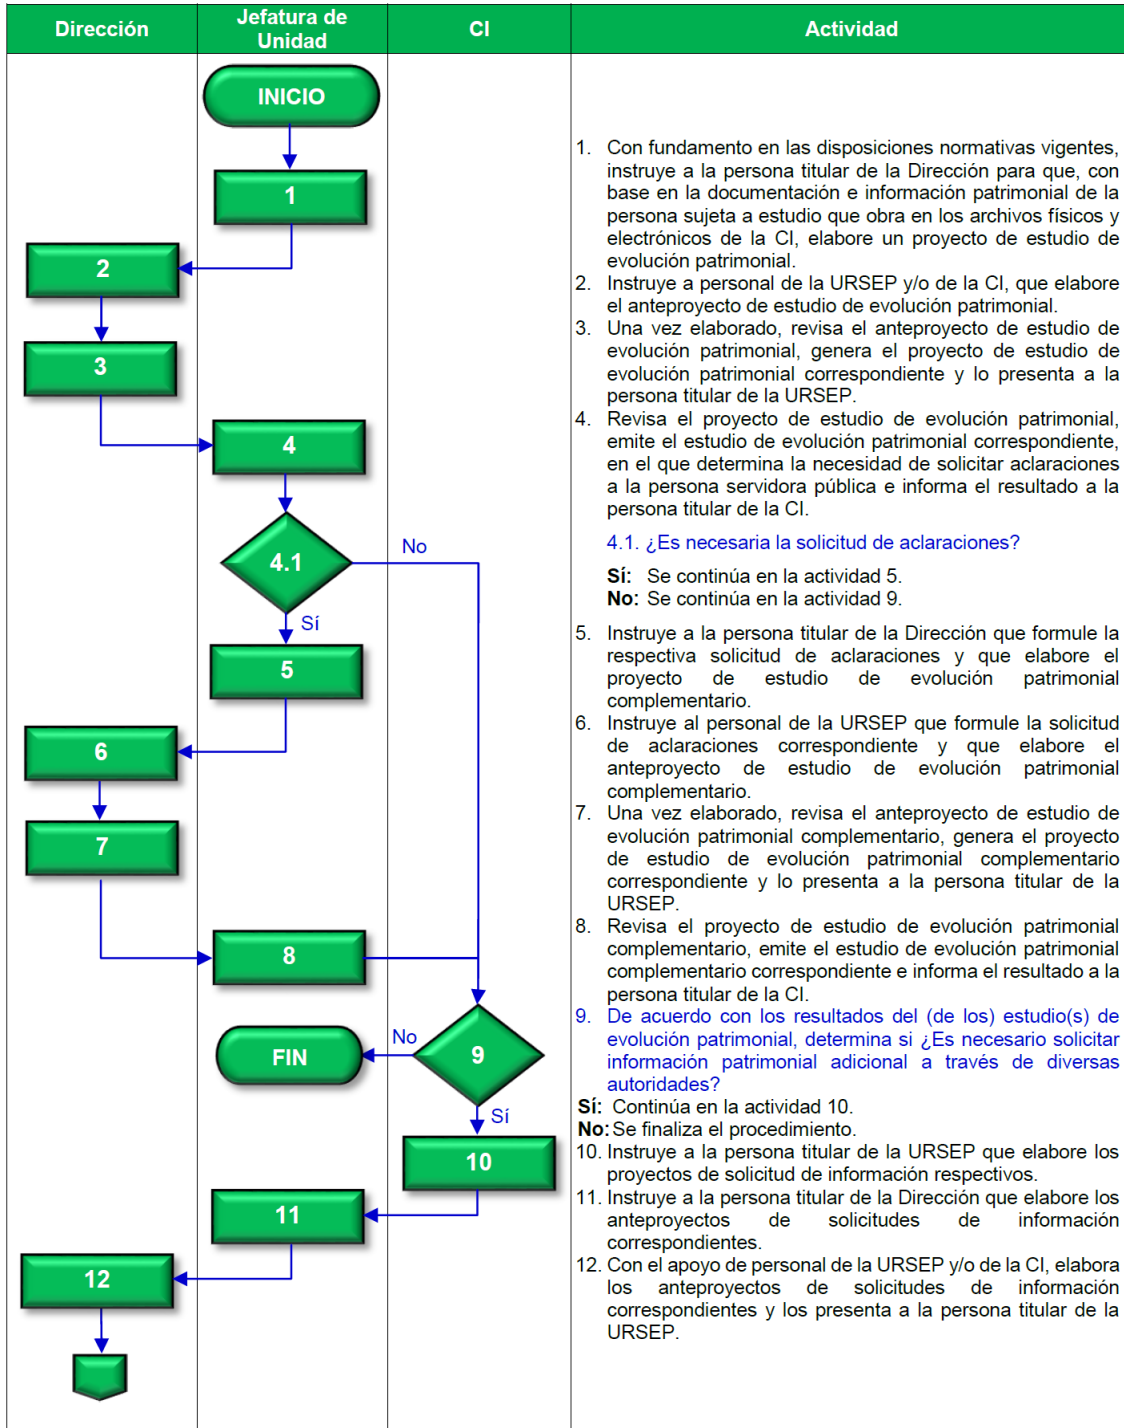 Dirección
Jefatura de
Unidad
CI
Actividad
INICIO
1
2
3
4
4.1
No
Sí
5
6
7
8
No
FIN
9
Sí
10
11
12
1. Con fundamento en las disposiciones normativas vigentes,
instruye a la persona titular de la Dirección para que, con
base en la documentación e información patrimonial de la
persona sujeta a estudio que obra en los archivos físicos y
electrónicos de la CI, elabore un proyecto de estudio de
evolución patrimonial.
2. Instruye a personal de la URSEP y/o de la CI, que elabore
el anteproyecto de estudio de evolución patrimonial.
3. Una vez elaborado, revisa el anteproyecto de estudio de
evolución patrimonial, genera el proyecto de estudio de
evolución patrimonial correspondiente y lo presenta a la
persona titular de la URSEP.
4. Revisa el proyecto de estudio de evolución patrimonial,
emite el estudio de evolución patrimonial correspondiente,
en el que determina la necesidad de solicitar aclaraciones
a la persona servidora pública e informa el resultado a la
persona titular de la CI.
4.1. ¿Es necesaria la solicitud de aclaraciones?
Sí: Se continúa en la actividad 5.
No: Se continúa en la actividad 9.
5. Instruye a la persona titular de la Dirección que formule la
respectiva solicitud de aclaraciones y que elabore el
proyecto de estudio de evolución patrimonial
complementario.
6. Instruye al personal de la URSEP que formule la solicitud
de aclaraciones correspondiente y que elabore el
anteproyecto de estudio de evolución patrimonial
complementario.
7. Una vez elaborado, revisa el anteproyecto de estudio de
evolución patrimonial complementario, genera el proyecto
de estudio de evolución patrimonial complementario
correspondiente y lo presenta a la persona titular de la
URSEP.
8. Revisa el proyecto de estudio de evolución patrimonial
complementario, emite el estudio de evolución patrimonial
complementario correspondiente e informa el resultado a la
persona titular de la CI.
9. De acuerdo con los resultados del (de los) estudio(s) de
evolución patrimonial, determina si ¿Es necesario solicitar
información patrimonial adicional a través de diversas
autoridades?
Sí: Continúa en la actividad 10.
No: Se finaliza el procedimiento.
10. Instruye a la persona titular de la URSEP que elabore los
proyectos de solicitud de información respectivos.
11. Instruye a la persona titular de la Dirección que elabore los
anteproyectos de solicitudes de información
correspondientes.
12. Con el apoyo de personal de la URSEP y/o de la CI, elabora
los anteproyectos de solicitudes de información
correspondientes y los presenta a la persona titular de la
URSEP.